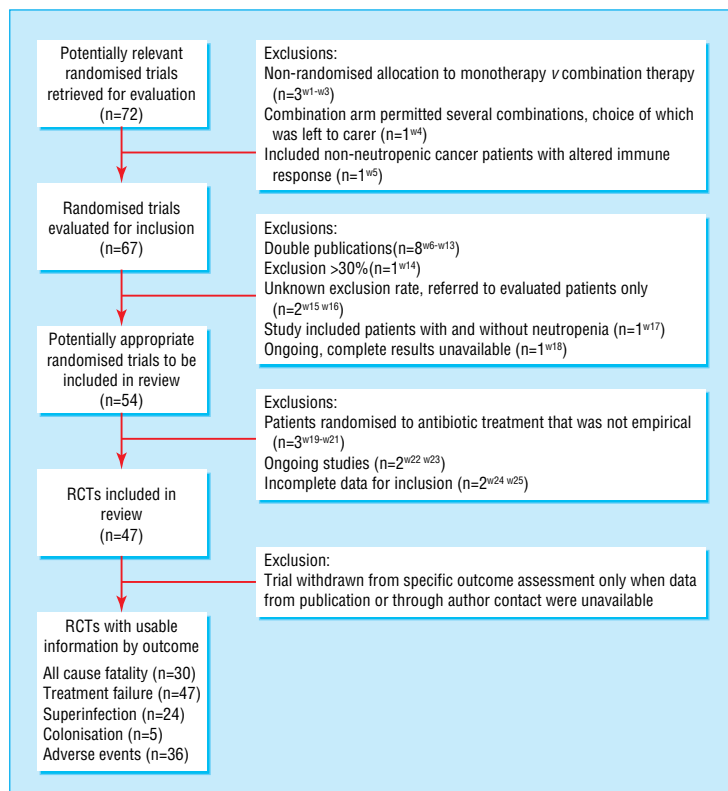 Potentially relevant
randomised trials
retrieved for evaluation
(n=72)
Exclusions:
Non-randomised allocation to monotherapy v combination therapy
(n=3w1-w3)
Combination arm permitted several combinations, choice of which
was left to carer (n=1w4)
Included non-neutropenic cancer patients with altered immune
response (n=1w5)
Randomised trials
evaluated for inclusion
(n=67)
Exclusions:
Double publications(n=8w6-w13)
Exclusion >30%(n=1w14)
Unknown exclusion rate, referred to evaluated patients only
(n=2w15 w16)
Study included patients with and without neutropenia (n=1w17)
Ongoing, complete results unavailable (n=1w18)
Potentially appropriate
randomised trials to be
included in review
(n=54)
Exclusions:
Patients randomised to antibiotic treatment that was not empirical
(n=3w19-w21)
Ongoing studies (n=2w22 w23)
Incomplete data for inclusion (n=2w24 w25)
RCTs included in
review
(n=47)
Exclusion:
Trial withdrawn from specific outcome assessment only when data
from publication or through author contact were unavailable
RCTs with usable
information by outcome
All cause fatality (n=30)
Treatment failure (n=47)
Superinfection (n=24)
Colonisation (n=5)
Adverse events (n=36)